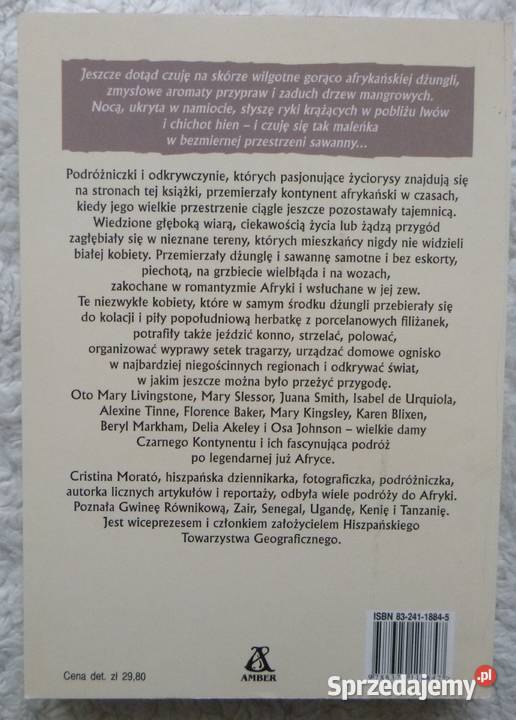 Jeszcze dotąd czuję na skórze wilgotne gorąco afrykańskiej dżungli,
zmysłowe aromaty przypraw i zaduch drzew mangrowych.
Nocą, ukryta w namiocie, słyszę ryki krążących w pobliżu lwów
i chichot hien – i czuję się tak maleńka
w bezmiernej przestrzeni sawanny...
Podróżniczki i odkrywczynie, których pasjonujące życiorysy znajdują się
na stronach tej książki, przemierzały kontynent afrykański w czasach,
kiedy jego wielkie przestrzenie ciągle jeszcze pozostawały tajemnicą.
Wiedzione głęboką wiarą, ciekawością życia lub żądzą przygód
zagłębiały się w nieznane tereny, których mieszkańcy nigdy nie widzieli
białej kobiety. Przemierzały dżunglę i sawannę samotne i bez eskorty,
piechotą, na grzbiecie wielbłąda i na wozach,
zakochane w romantyzmie Afryki i wsłuchane w jej zew.
Te niezwykłe kobiety, które w samym środku dżungli przebierały się
do kolacji i piły popołudniową herbatkę z porcelanowych filiżanek,
potrafiły także jeździć konno, strzelać, polować,
organizować wyprawy setek tragarzy, urządzać domowe ognisko
w najbardziej niegościnnych regionach i odkrywać świat,
w jakim jeszcze można było przeżyć przygodę.
Oto Mary Livingstone, Mary Slessor, Juana Smith, Isabel de Urquiola,
Alexine Tinne, Florence Baker, Mary Kingsley, Karen Blixen,
Beryl Markham, Delia Akeley i Osa Johnson – wielkie damy
Czarnego Kontynentu i ich fascynująca podróż
po legendarnej już Afryce.
Cristina Morató, hiszpańska dziennikarka, fotograficzka, podróżniczka,
autorka licznych artykułów i reportaży, odbyła wiele podróży do Afryki.
Poznała Gwineę Równikową, Zair, Senegal, Ugandę, Kenię i Tanzanię.
Jest wiceprezesem i członkiem założycielem Hiszpańskiego
Towarzystwa Geograficznego.
ISBN 83-241-1884-5
Cena det. zł 29,80
AMBER
Sprzedajemy.pl